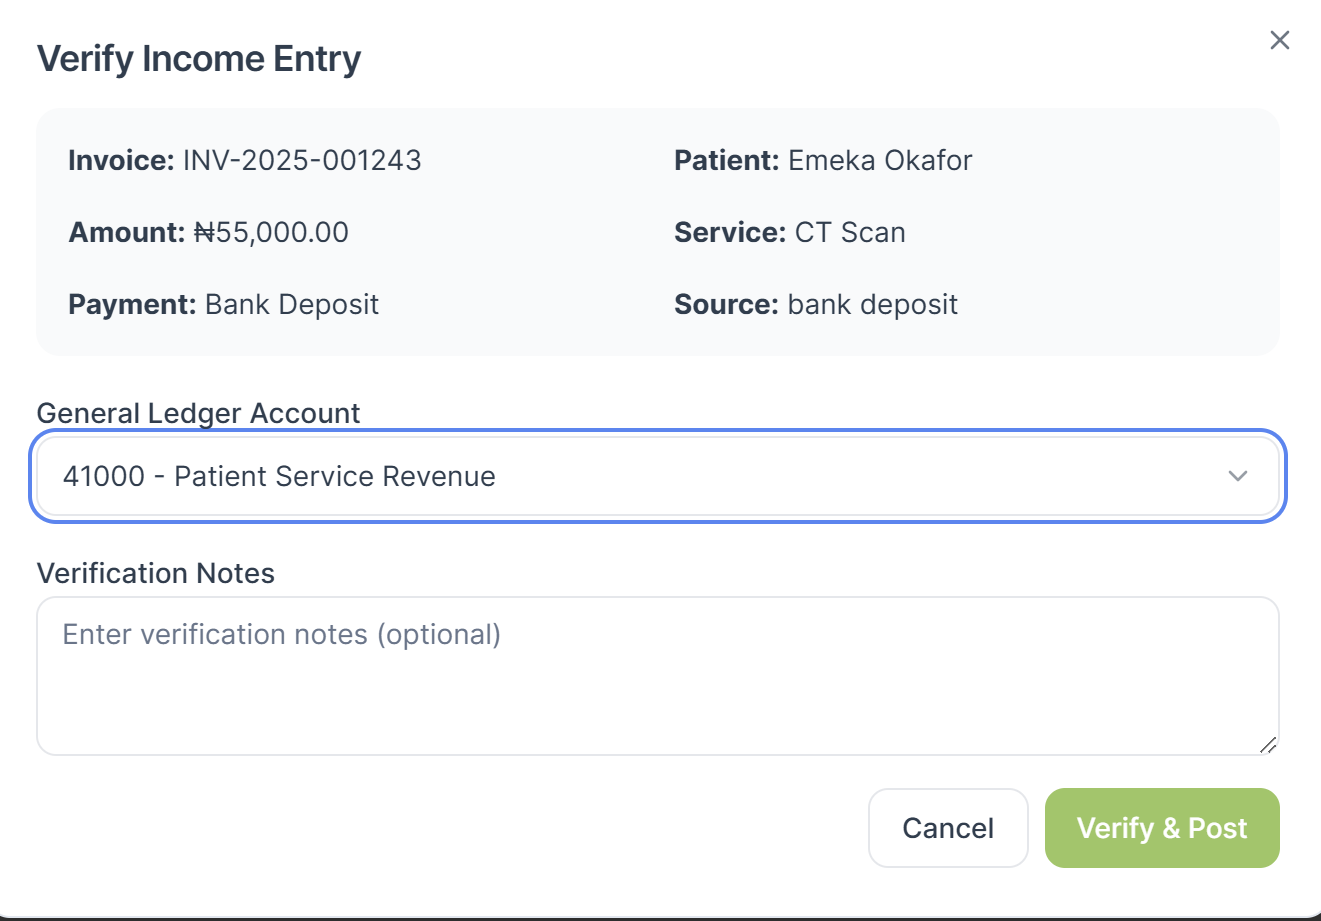 Verify Income Entry
Invoice: INV-2025-001243
Patient: Emeka Okafor
Amount: ₦55,000.00
Service: CT Scan
Payment: Bank Deposit
Source: bank deposit
General Ledger Account
41000 - Patient Service Revenue
Verification Notes
Enter verification notes (optional)
Cancel
Verify & Post